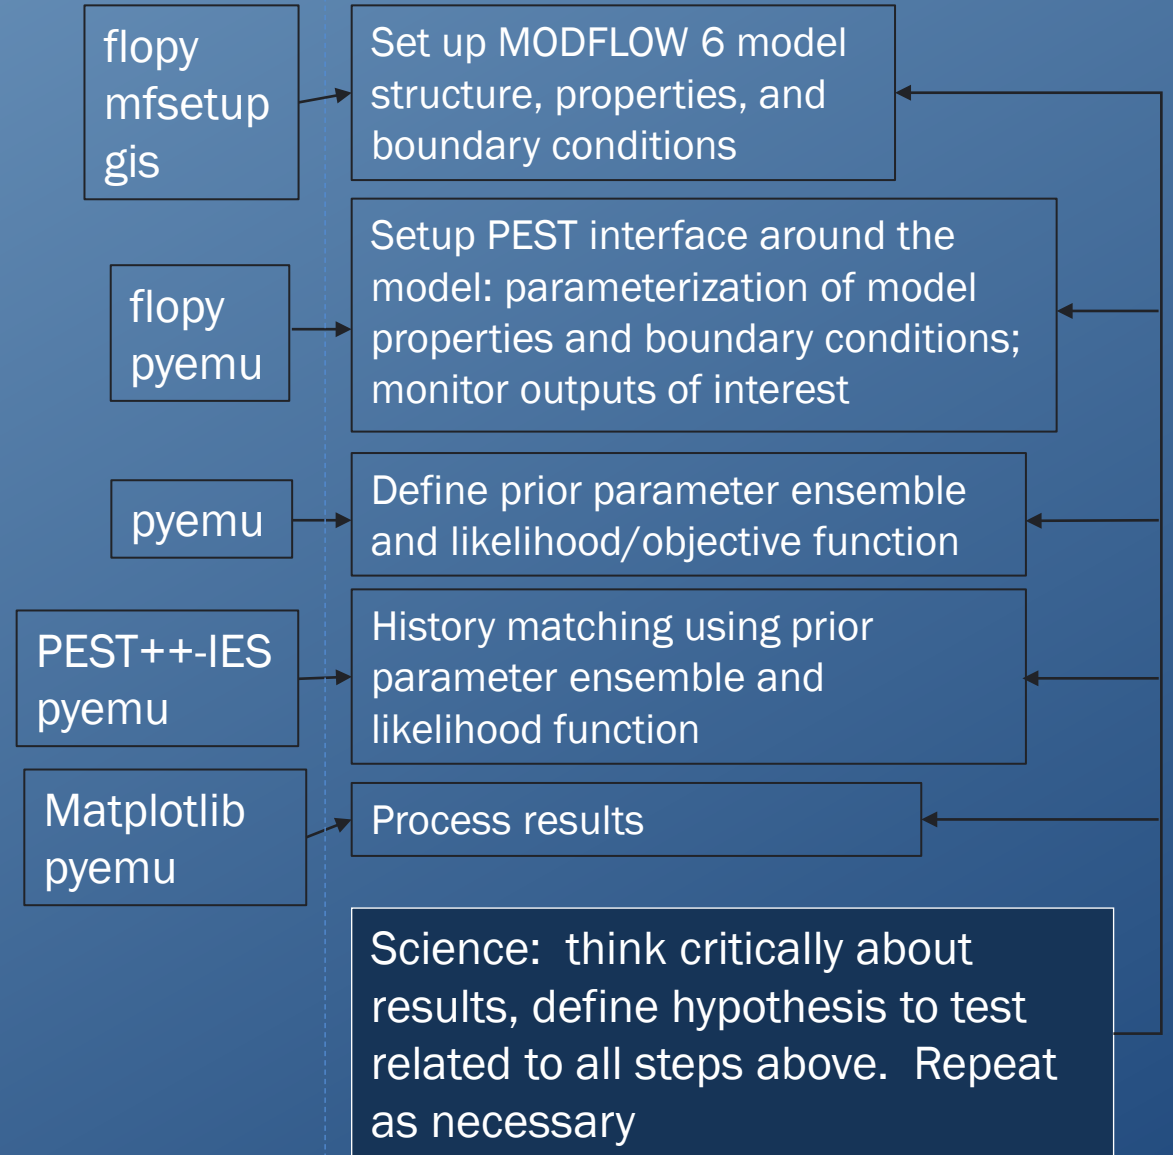 flopy
mfsetup
gis
Set up MODFLOW 6 model
structure, properties, and
boundary conditions
flopy
pyemu
Setup PEST interface around the
model: parameterization of model
properties and boundary conditions;
monitor outputs of interest
pyemu
Define prior parameter ensemble
and likelihood/objective function
PEST++-IES
pyemu
History matching using prior
parameter ensemble and
likelihood function
Matplotlib
pyemu
Process results
Science:  think critically about
results, define hypothesis to test
related to all steps above.  Repeat
as necessary